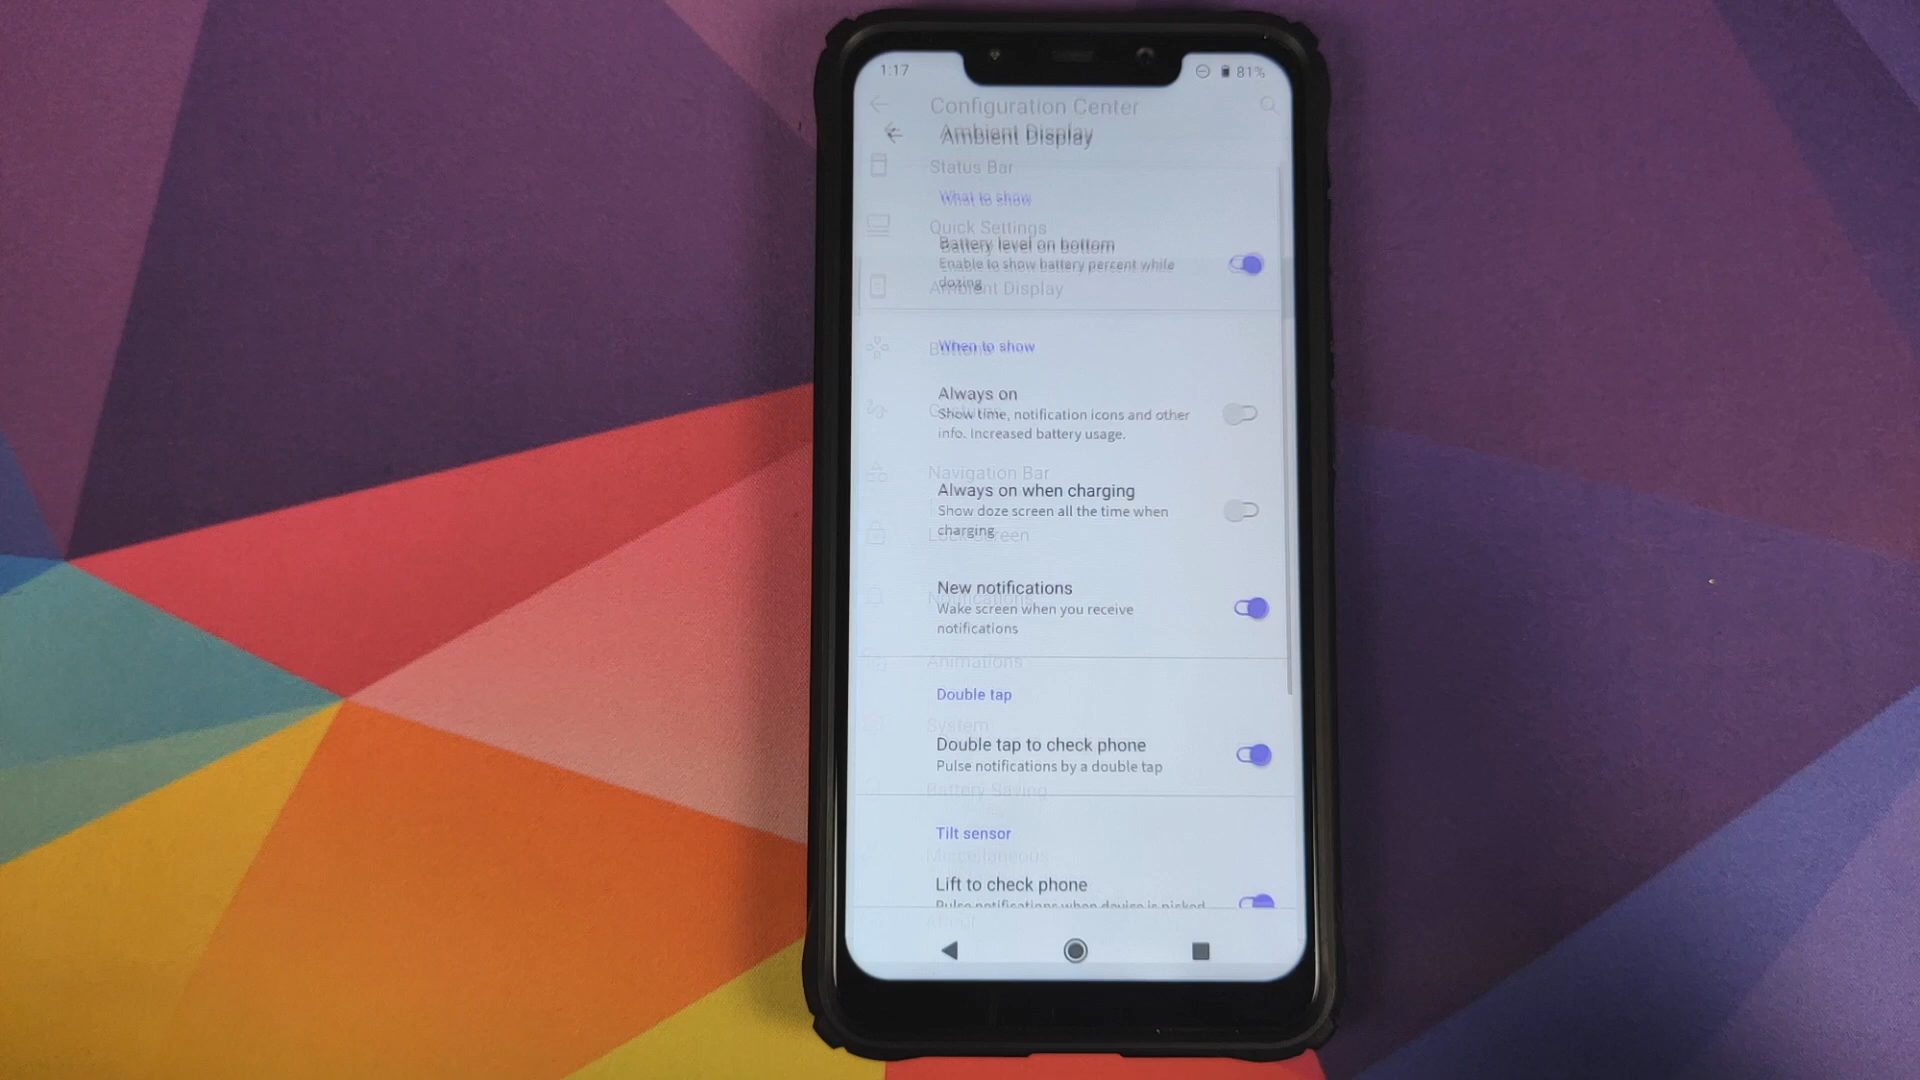 1:17
81%
Configuration Center
Ambient Display
Status Bar
What to show
Quick Settings
Battery level on bottom
Enable to show battery percent while
dozing
Ambient Display
When to show
Buttons
Always on
Show time, notification icons and other
info. Increased battery usage.
Navigation Bar
Always on when charging
Show doze screen all the time when
charging
Lock Screen
New notifications
Notifications
Wake screen when you receive
notifications
Animations
Double tap
System
Double tap to check phone
Pulse notifications by a double tap
Battery Saving
Tilt sensor
Miscellaneous
Lift to check phone
Pulse notifications when device is picked
About